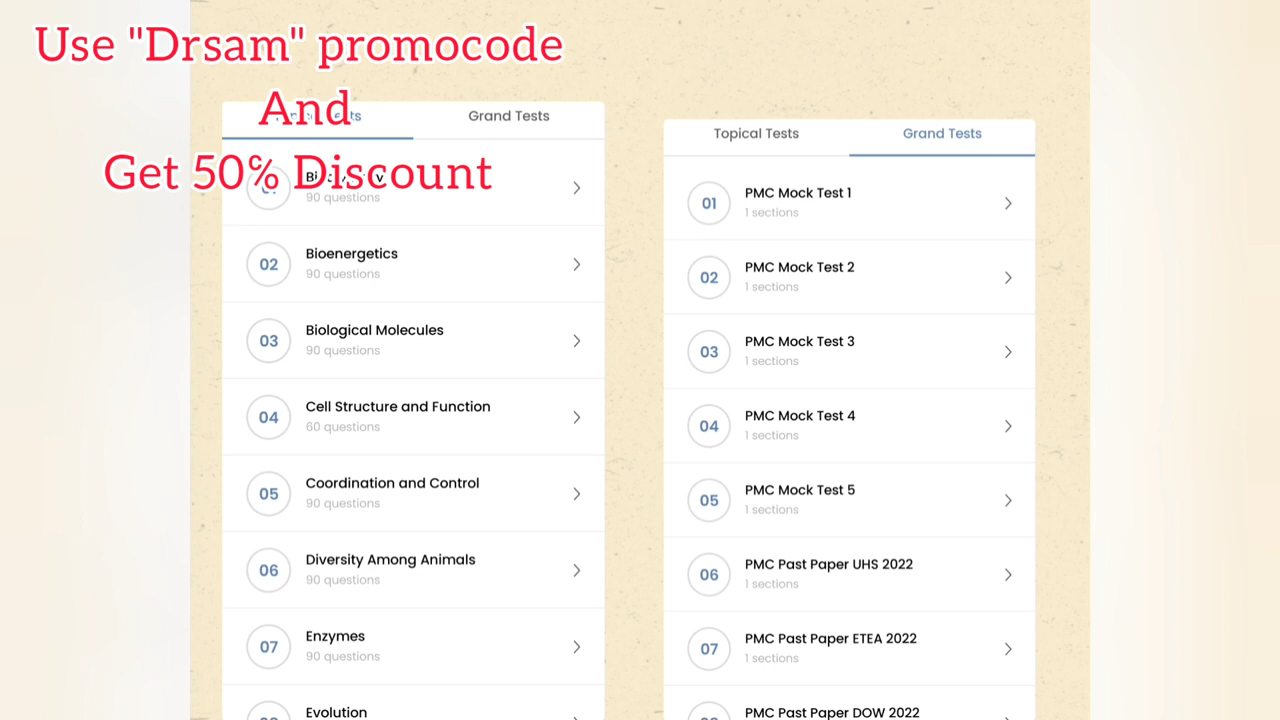 Use "Drsam" promocode
And
Get 50% Discount
Grand Tests
90 questions
02
Bioenergetics
90 questions
03
Biological Molecules
90 questions
04
Cell Structure and Function
60 questions
05
Coordination and Control
90 questions
06
Diversity Among Animals
90 questions
07
Enzymes
90 questions
Evolution
Topical Tests
Grand Tests
01
PMC Mock Test 1
1 sections
02
PMC Mock Test 2
1 sections
03
PMC Mock Test 3
1 sections
04
PMC Mock Test 4
1 sections
05
PMC Mock Test 5
1 sections
06
PMC Past Paper UHS 2022
1 sections
07
PMC Past Paper ETEA 2022
1 sections
PMC Past Paper DOW 2022